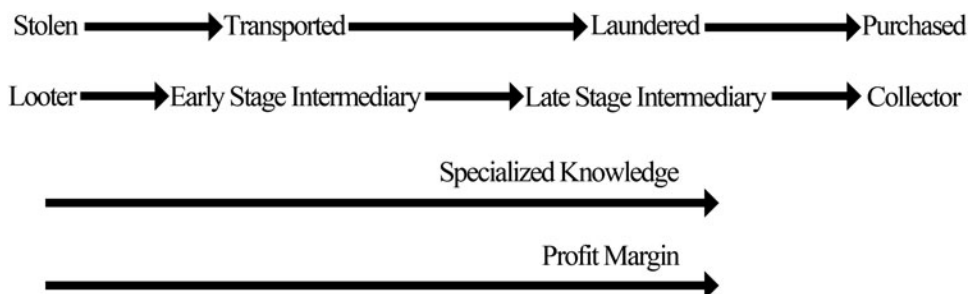 Stolen Transported Laundered Purchased
Looter Early Stage Intermediary Late Stage Intermediary Collector
Specialized Knowledge
Profit Margin